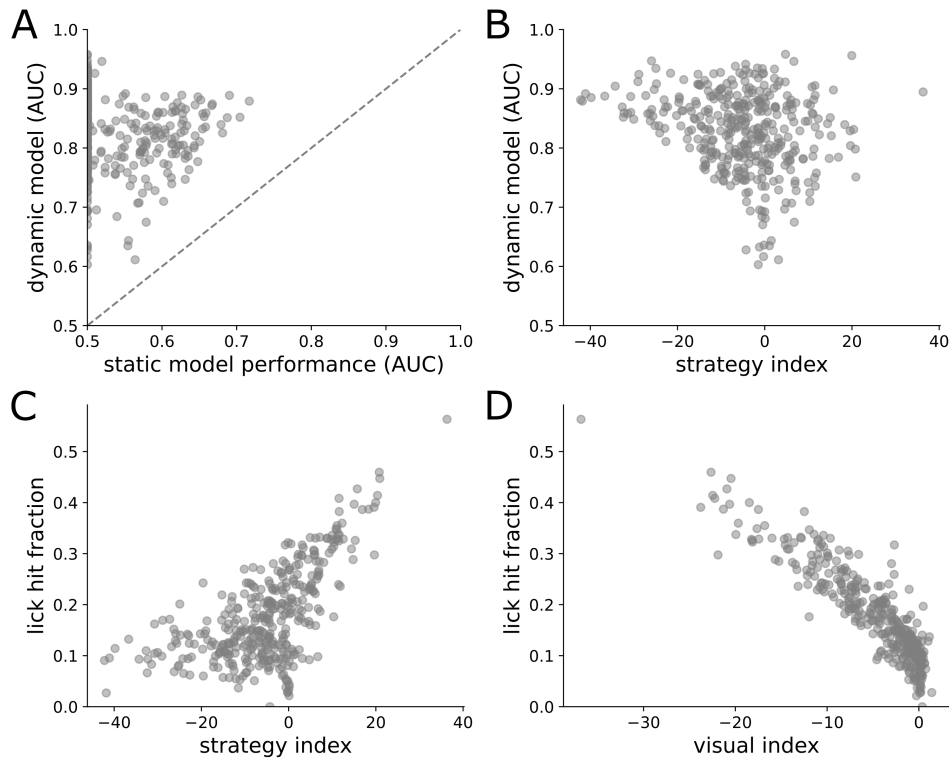 A
1.0
0.9
0.8
0.7
0.6
0.5
dynamic model (AUC)
0.5 0.6 0.7 0.8 0.9 1.0
static model performance (AUC)
B
1.0
0.9
0.8
0.7
0.6
0.5
dynamic model (AUC)
−40 −20 0 20 40
strategy index
C
0.5
0.4
0.3
0.2
0.1
0.0
lick hit fraction
−40 −20 0 20 40
strategy index
D
0.5
0.4
0.3
0.2
0.1
0.0
lick hit fraction
−30 −20 −10 0
visual index